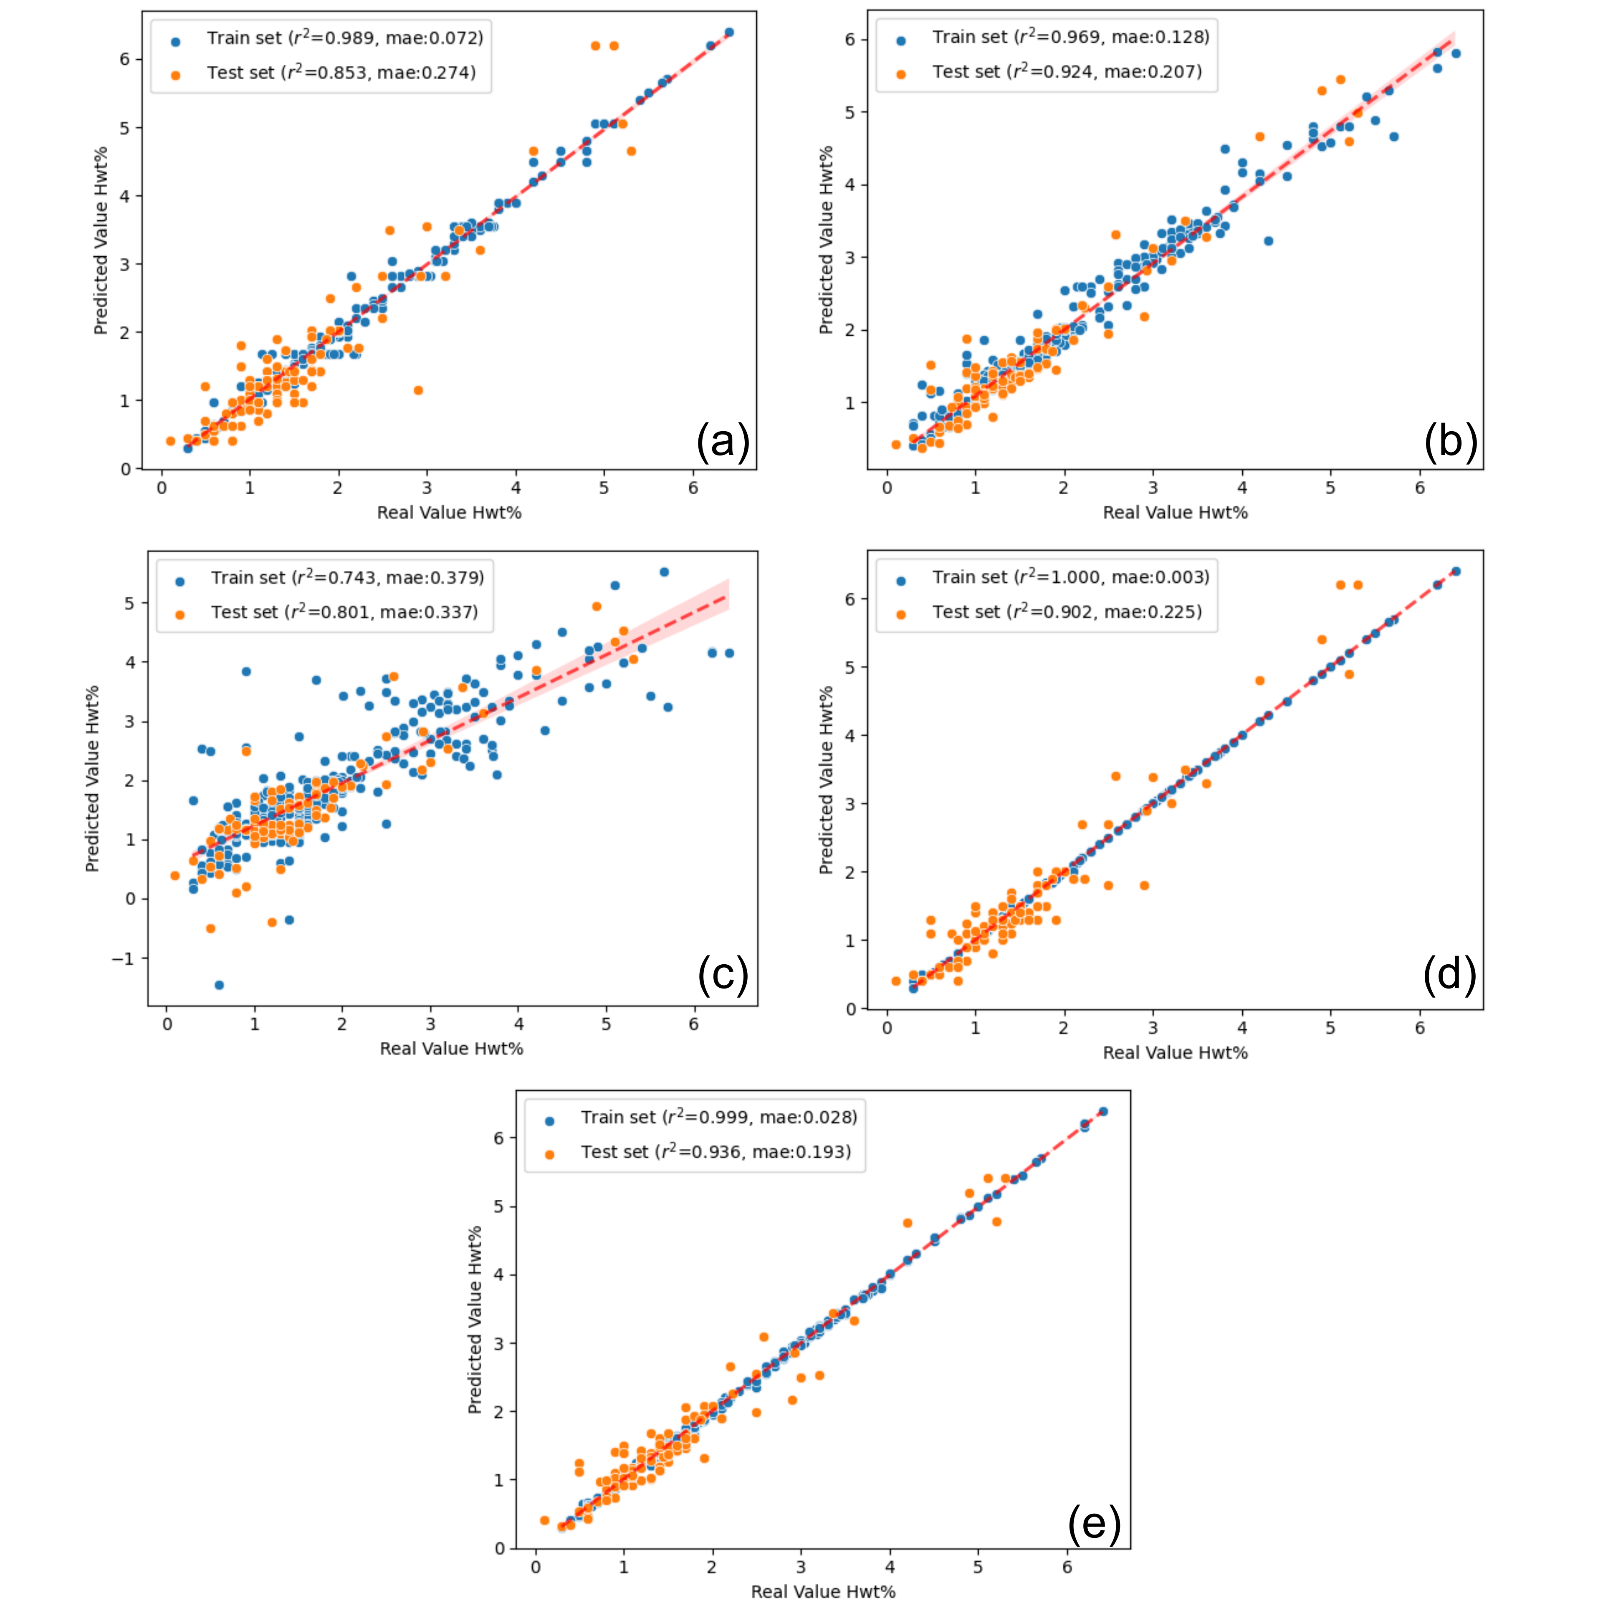 Train set (r²=0.989, mae:0.072)
Test set (r²=0.853, mae:0.274)
Predicted Value Hwt%
6
5
4
3
2
1
0
(a)
0 1 2 3 4 5 6
Real Value Hwt%
Train set (r²=0.969, mae:0.128)
Test set (r²=0.924, mae:0.207)
Predicted Value Hwt%
6
5
4
3
2
1
(b)
0 1 2 3 4 5 6
Real Value Hwt%
Train set (r²=0.743, mae:0.379)
Test set (r²=0.801, mae:0.337)
Predicted Value Hwt%
5
4
3
2
1
0
−1
(c)
0 1 2 3 4 5 6
Real Value Hwt%
Train set (r²=1.000, mae:0.003)
Test set (r²=0.902, mae:0.225)
Predicted Value Hwt%
6
5
4
3
2
1
0
(d)
0 1 2 3 4 5 6
Real Value Hwt%
Train set (r²=0.999, mae:0.028)
Test set (r²=0.936, mae:0.193)
Predicted Value Hwt%
6
5
4
3
2
1
0
(e)
0 1 2 3 4 5 6
Real Value Hwt%